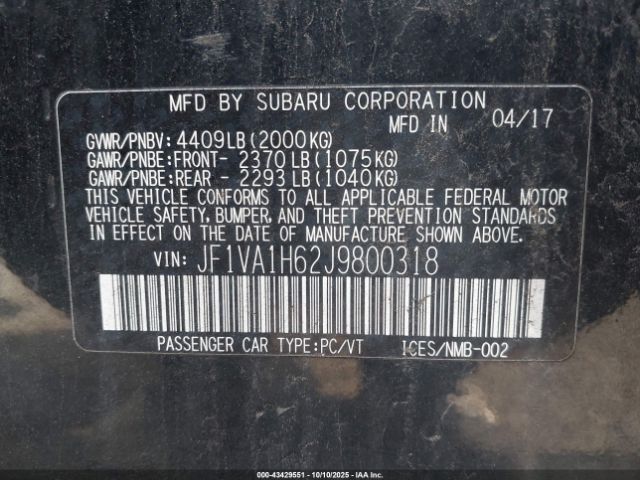 MFD BY SUBARU CORPORATION
MFD IN 04/17
GVWR/PNBV: 4409LB(2000KG)
GAWR/PNBE:FRONT- 2370 LB(1075KG)
GAWR/PNBE:REAR - 2293 LB(1040KG)
THIS VEHICLE CONFORMS TO ALL APPLICABLE FEDERAL MOTOR
VEHICLE SAFETY, BUMPER, AND THEFT PREVENTION STANDARDS
IN EFFECT ON THE DATE OF MANUFACTURE SHOWN ABOVE.
VIN: JF1VA1H62J9800318
PASSENGER CAR TYPE:PC/VT ICES/NMB-002
000-43429551 - 10/10/2025 - IAA Inc.